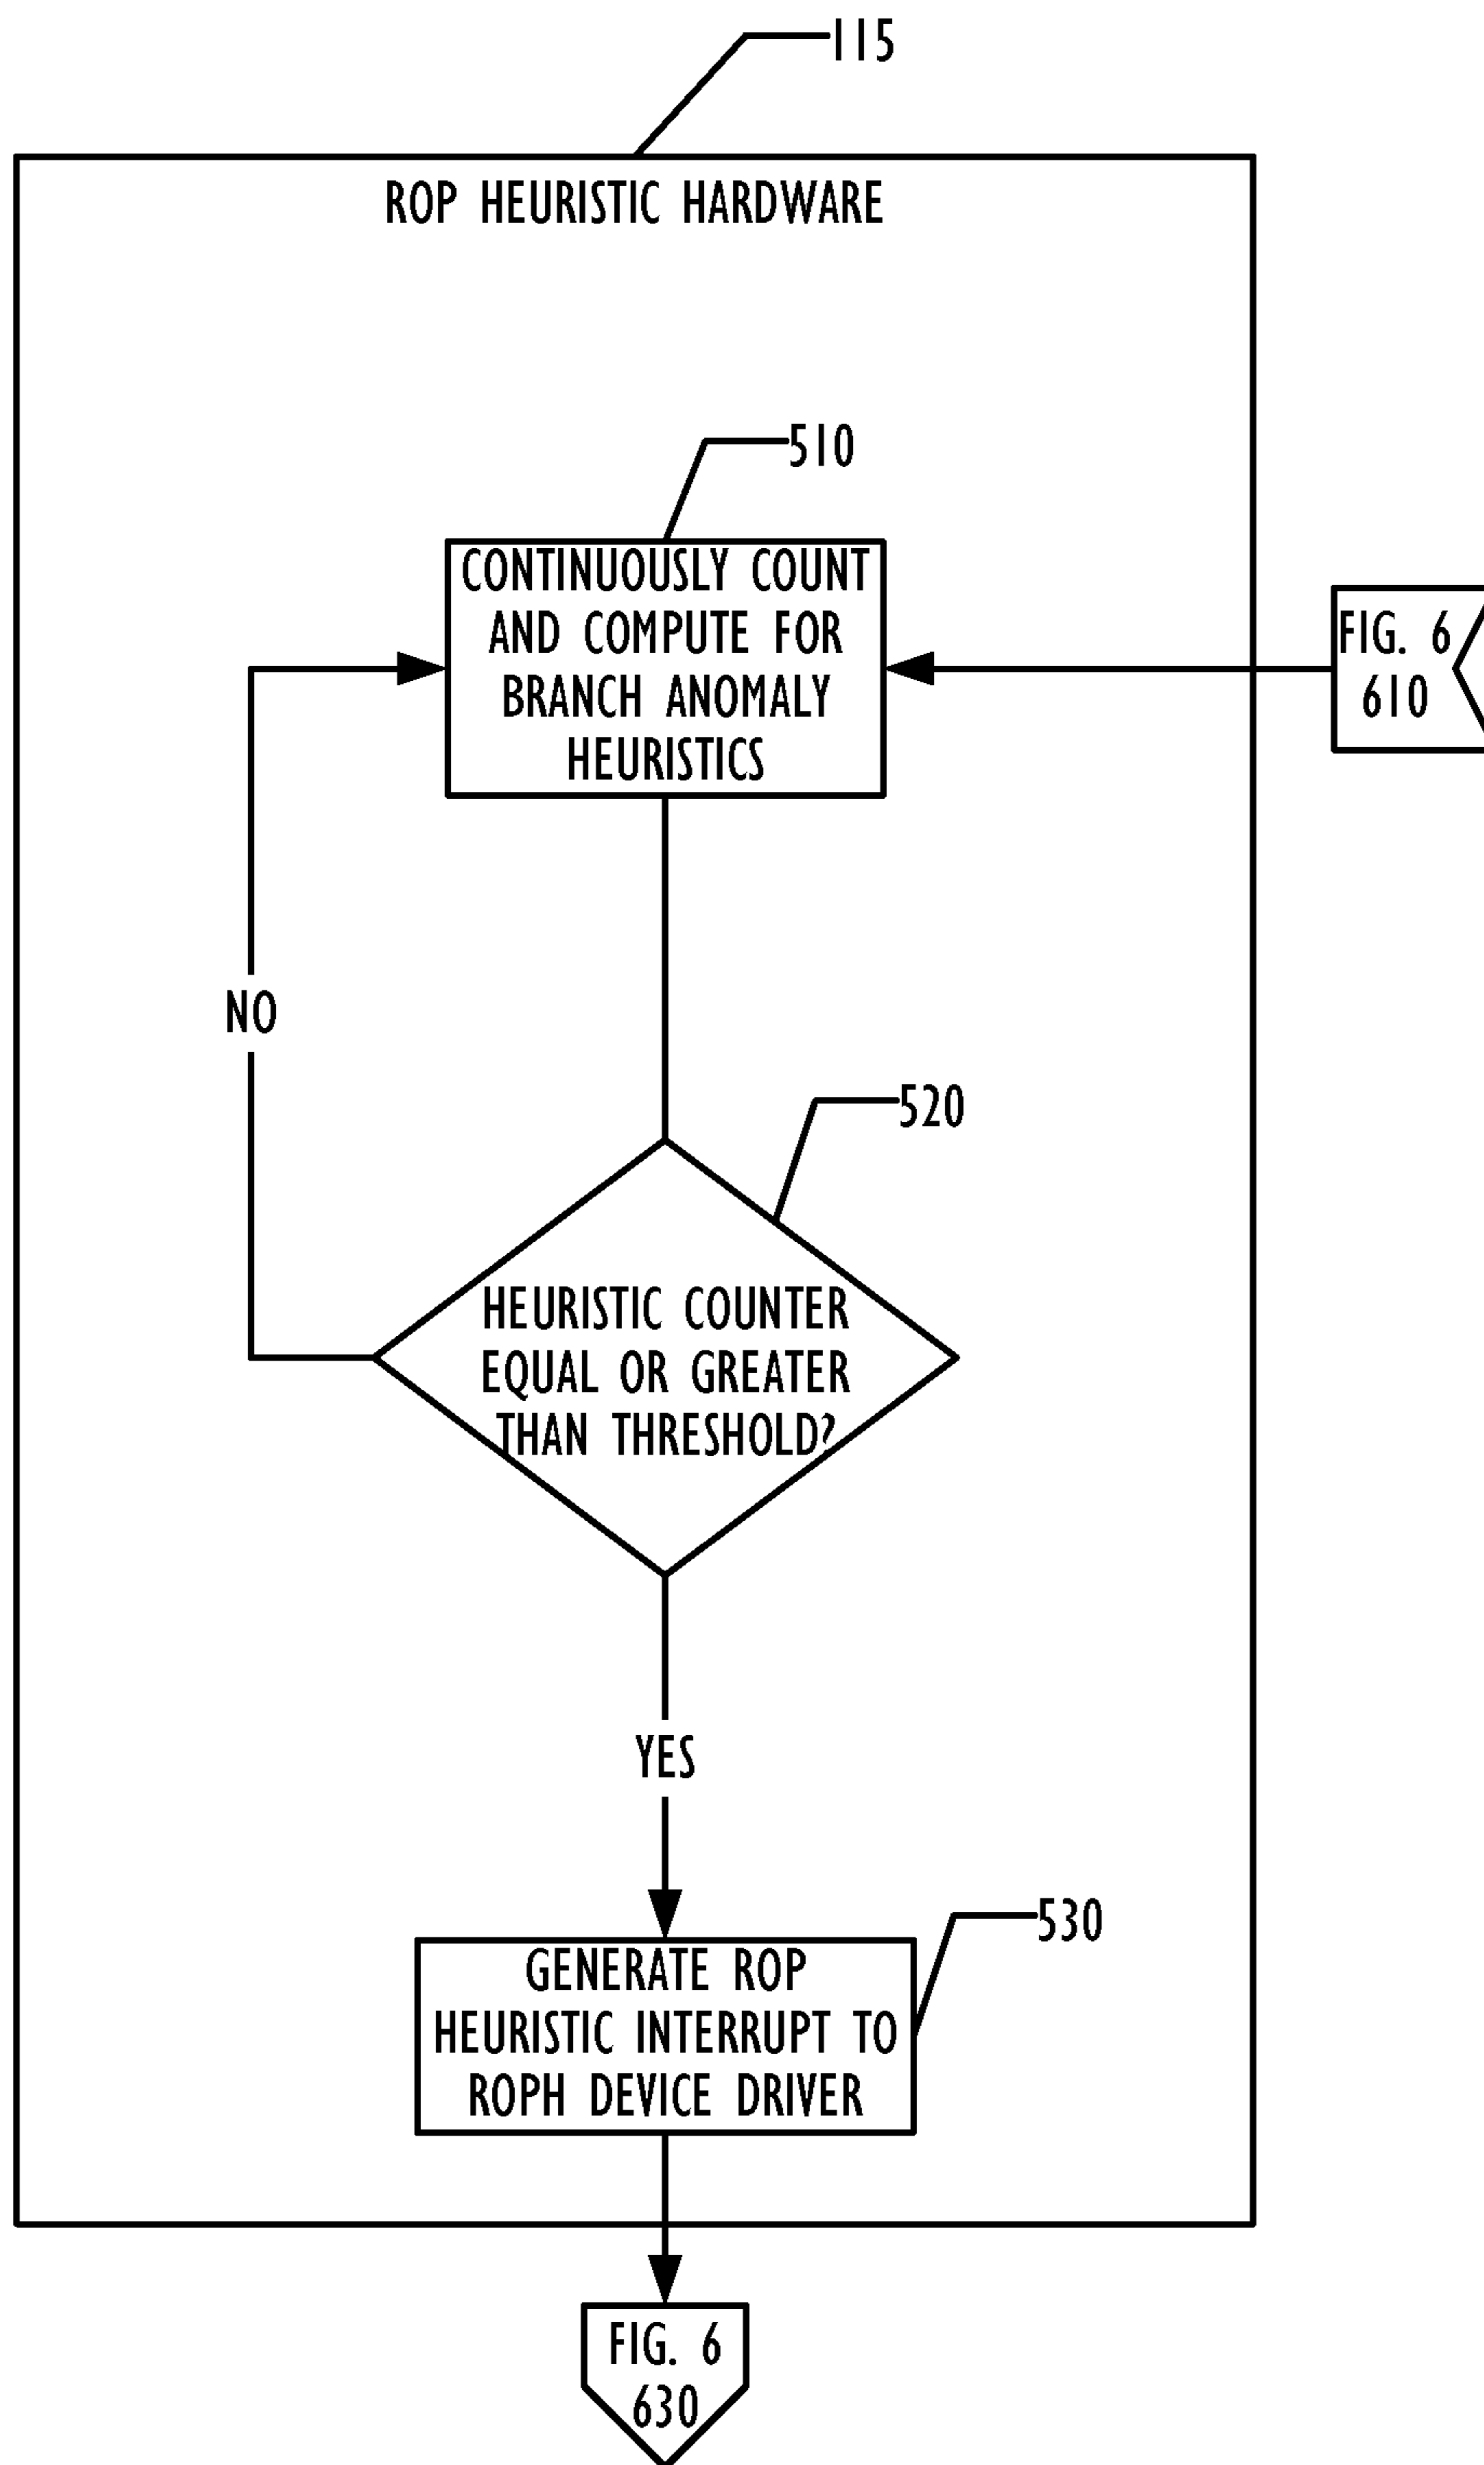 115
ROP HEURISTIC HARDWARE
510
CONTINUOUSLY COUNT
AND COMPUTE FOR
BRANCH ANOMALY
HEURISTICS
FIG. 6
610
NO
520
HEURISTIC COUNTER
EQUAL OR GREATER
THAN THRESHOLD?
YES
530
GENERATE ROP
HEURISTIC INTERRUPT TO
ROPH DEVICE DRIVER
FIG. 6
630